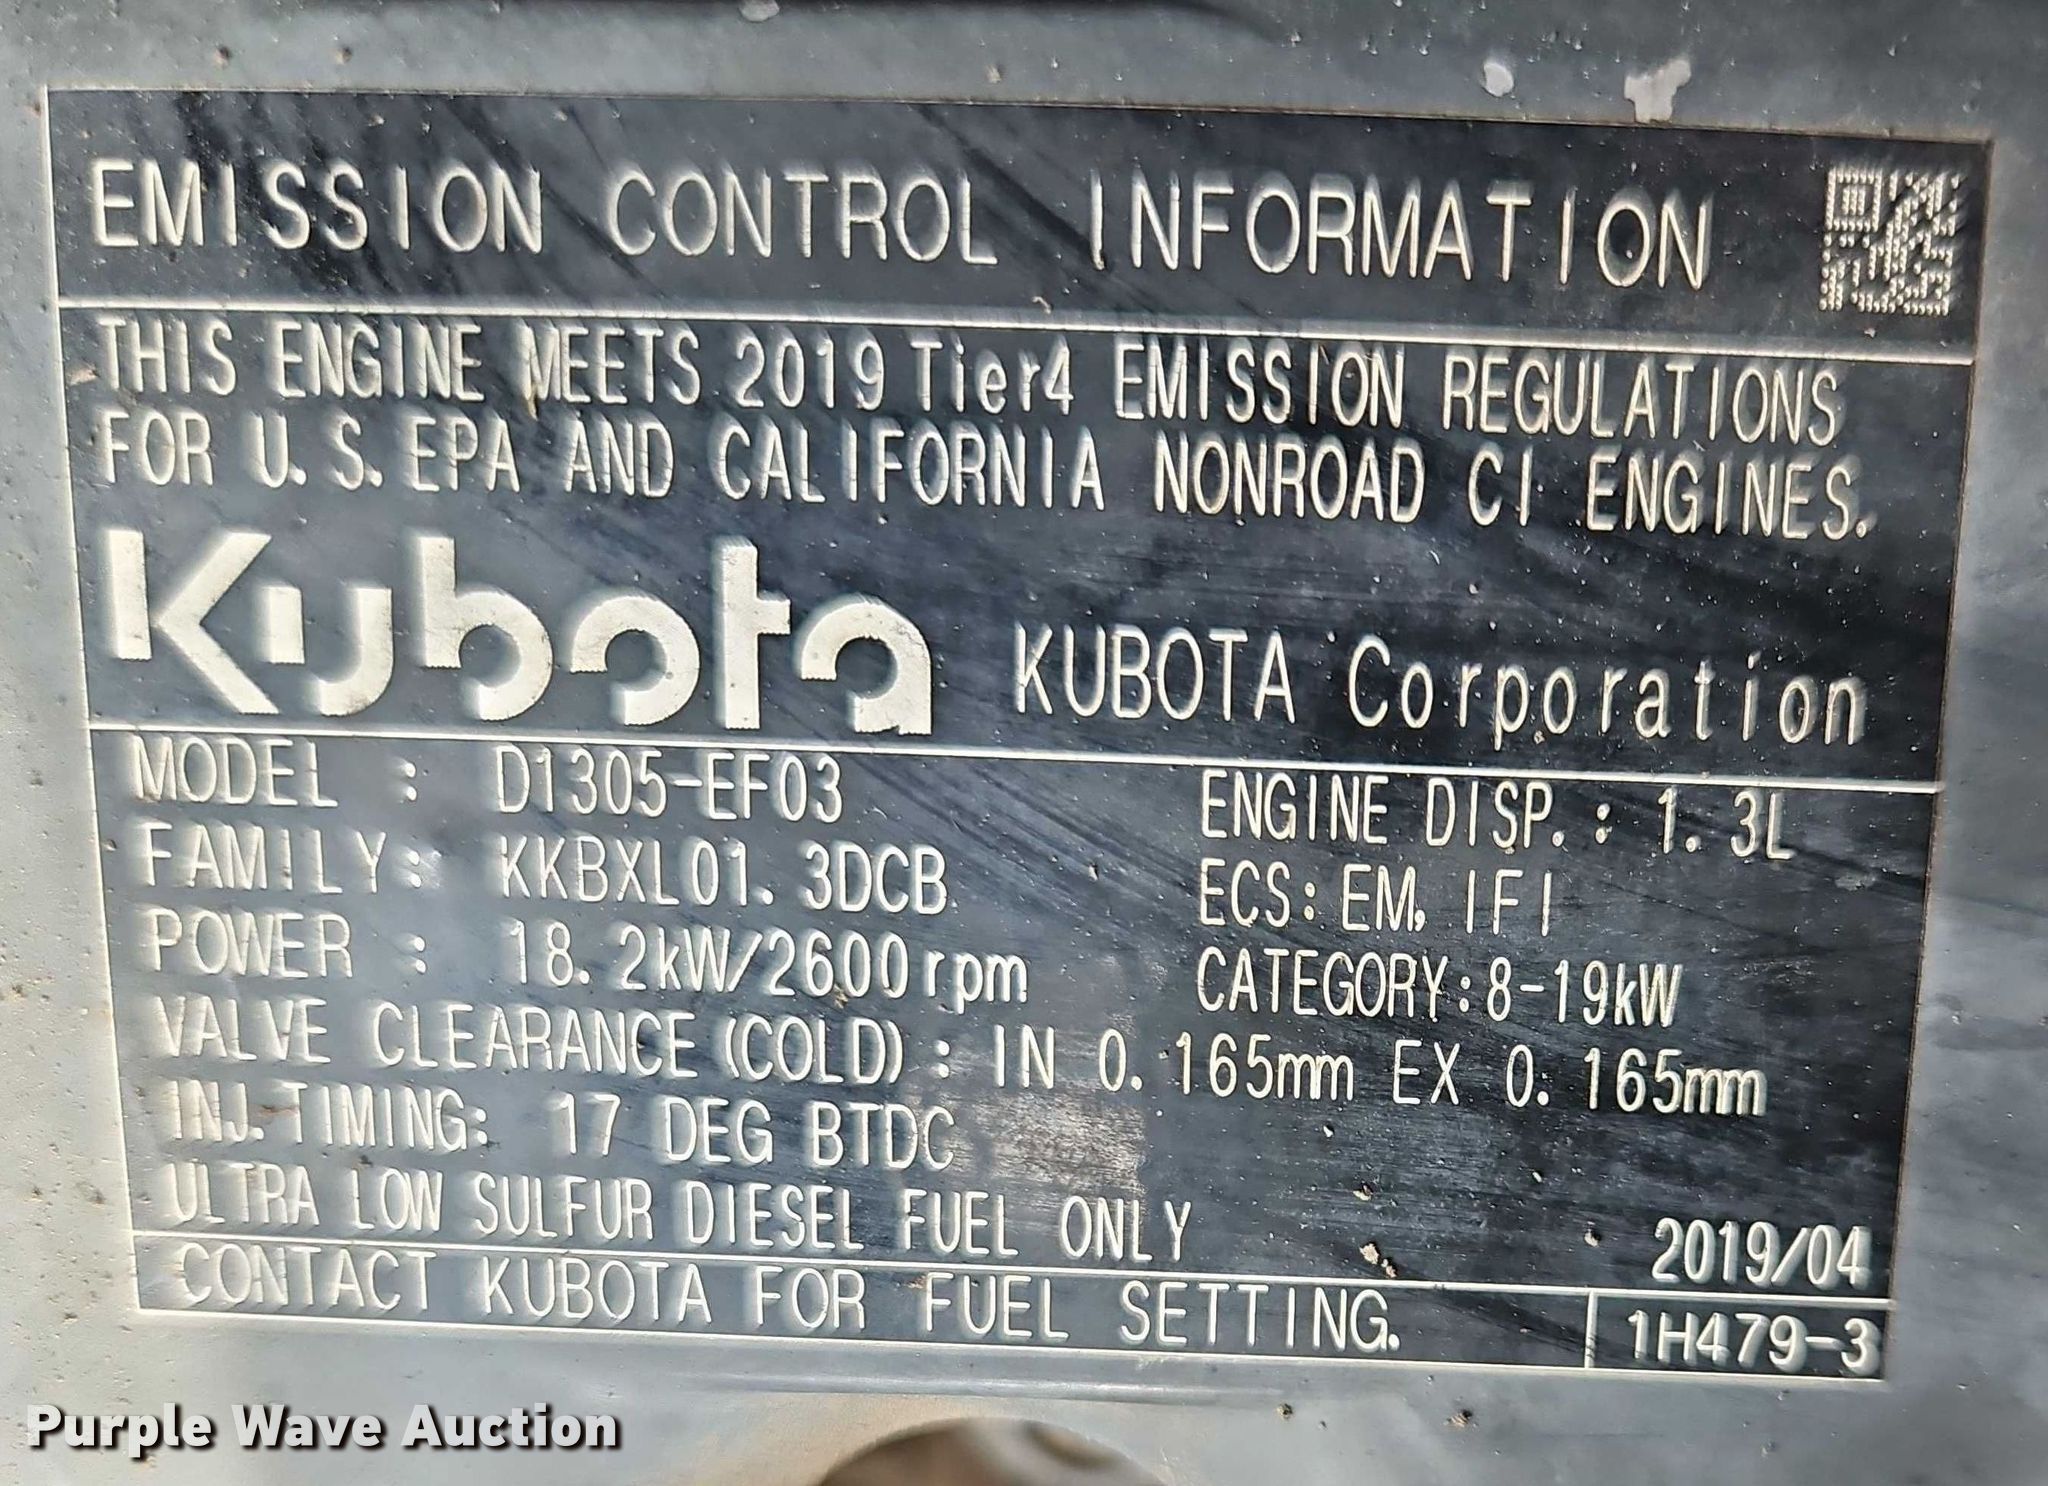 EMISSION CONTROL INFORMATION
THIS ENGINE MEETS 2019 Tier4 EMISSION REGULATIONS
FOR U.S. EPA AND CALIFORNIA NONROAD CI ENGINES.
Kubota KUBOTA Corporation
MODEL : D1305-EF03 ENGINE DISP. : 1.3L
FAMILY: KKBXL01.3DCB ECS: EM, IFI
POWER : 18.2kW/2600rpm CATEGORY: 8-19kW
VALVE CLEARANCE (COLD) : IN 0.165mm EX 0.165mm
INJ. TIMING: 17 DEG BTDC
ULTRA LOW SULFUR DIESEL FUEL ONLY 2019/04
CONTACT KUBOTA FOR FUEL SETTING. 1H479-3
Purple Wave Auction